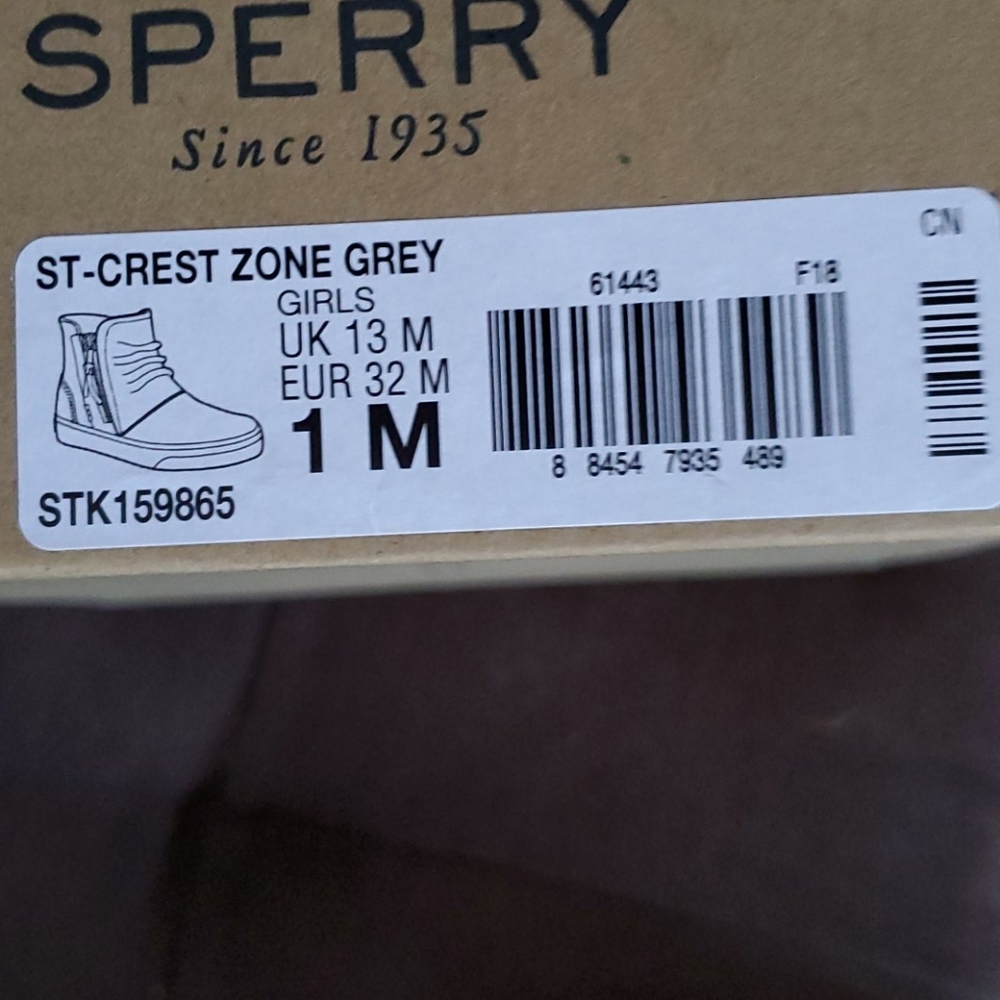 SPERRY
Since 1935
ST-CREST ZONE GREY
GIRLS
UK 13 M
EUR 32 M
1 M
STK159865
61443
F18
8 8454 7935 489
CN